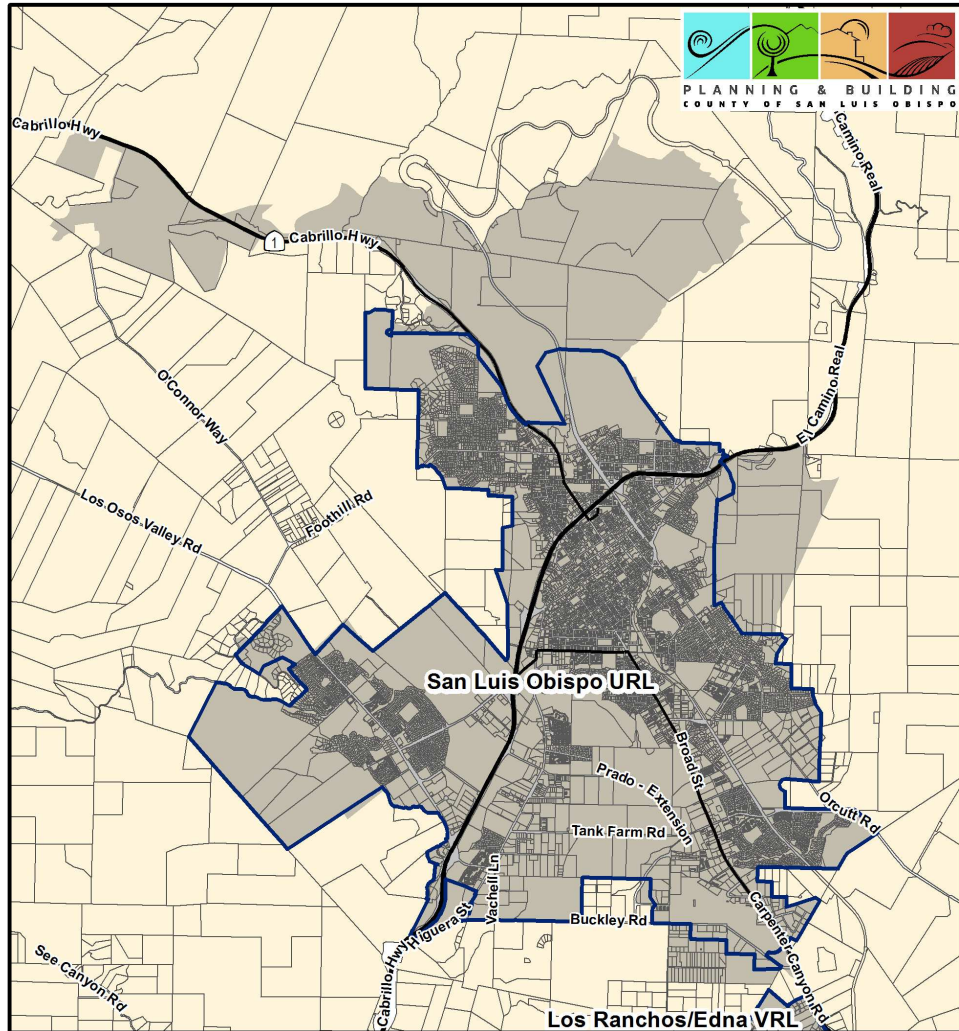 PLANNING & BUILDING
COUNTY OF SAN LUIS OBISPO
Cabrillo Hwy
Camino Real
1
Cabrillo Hwy
O'Connor Way
El Camino Real
Los Osos Valley Rd
Foothill Rd
San Luis Obispo URL
Broad St
Prado - Extension
Orcutt Rd
Tank Farm Rd
Vachell Ln
Higuera St
Buckley Rd
Carpenter Canyon Rd
Cabrillo Hwy
See Canyon Rd
Los Ranchos/Edna VRL